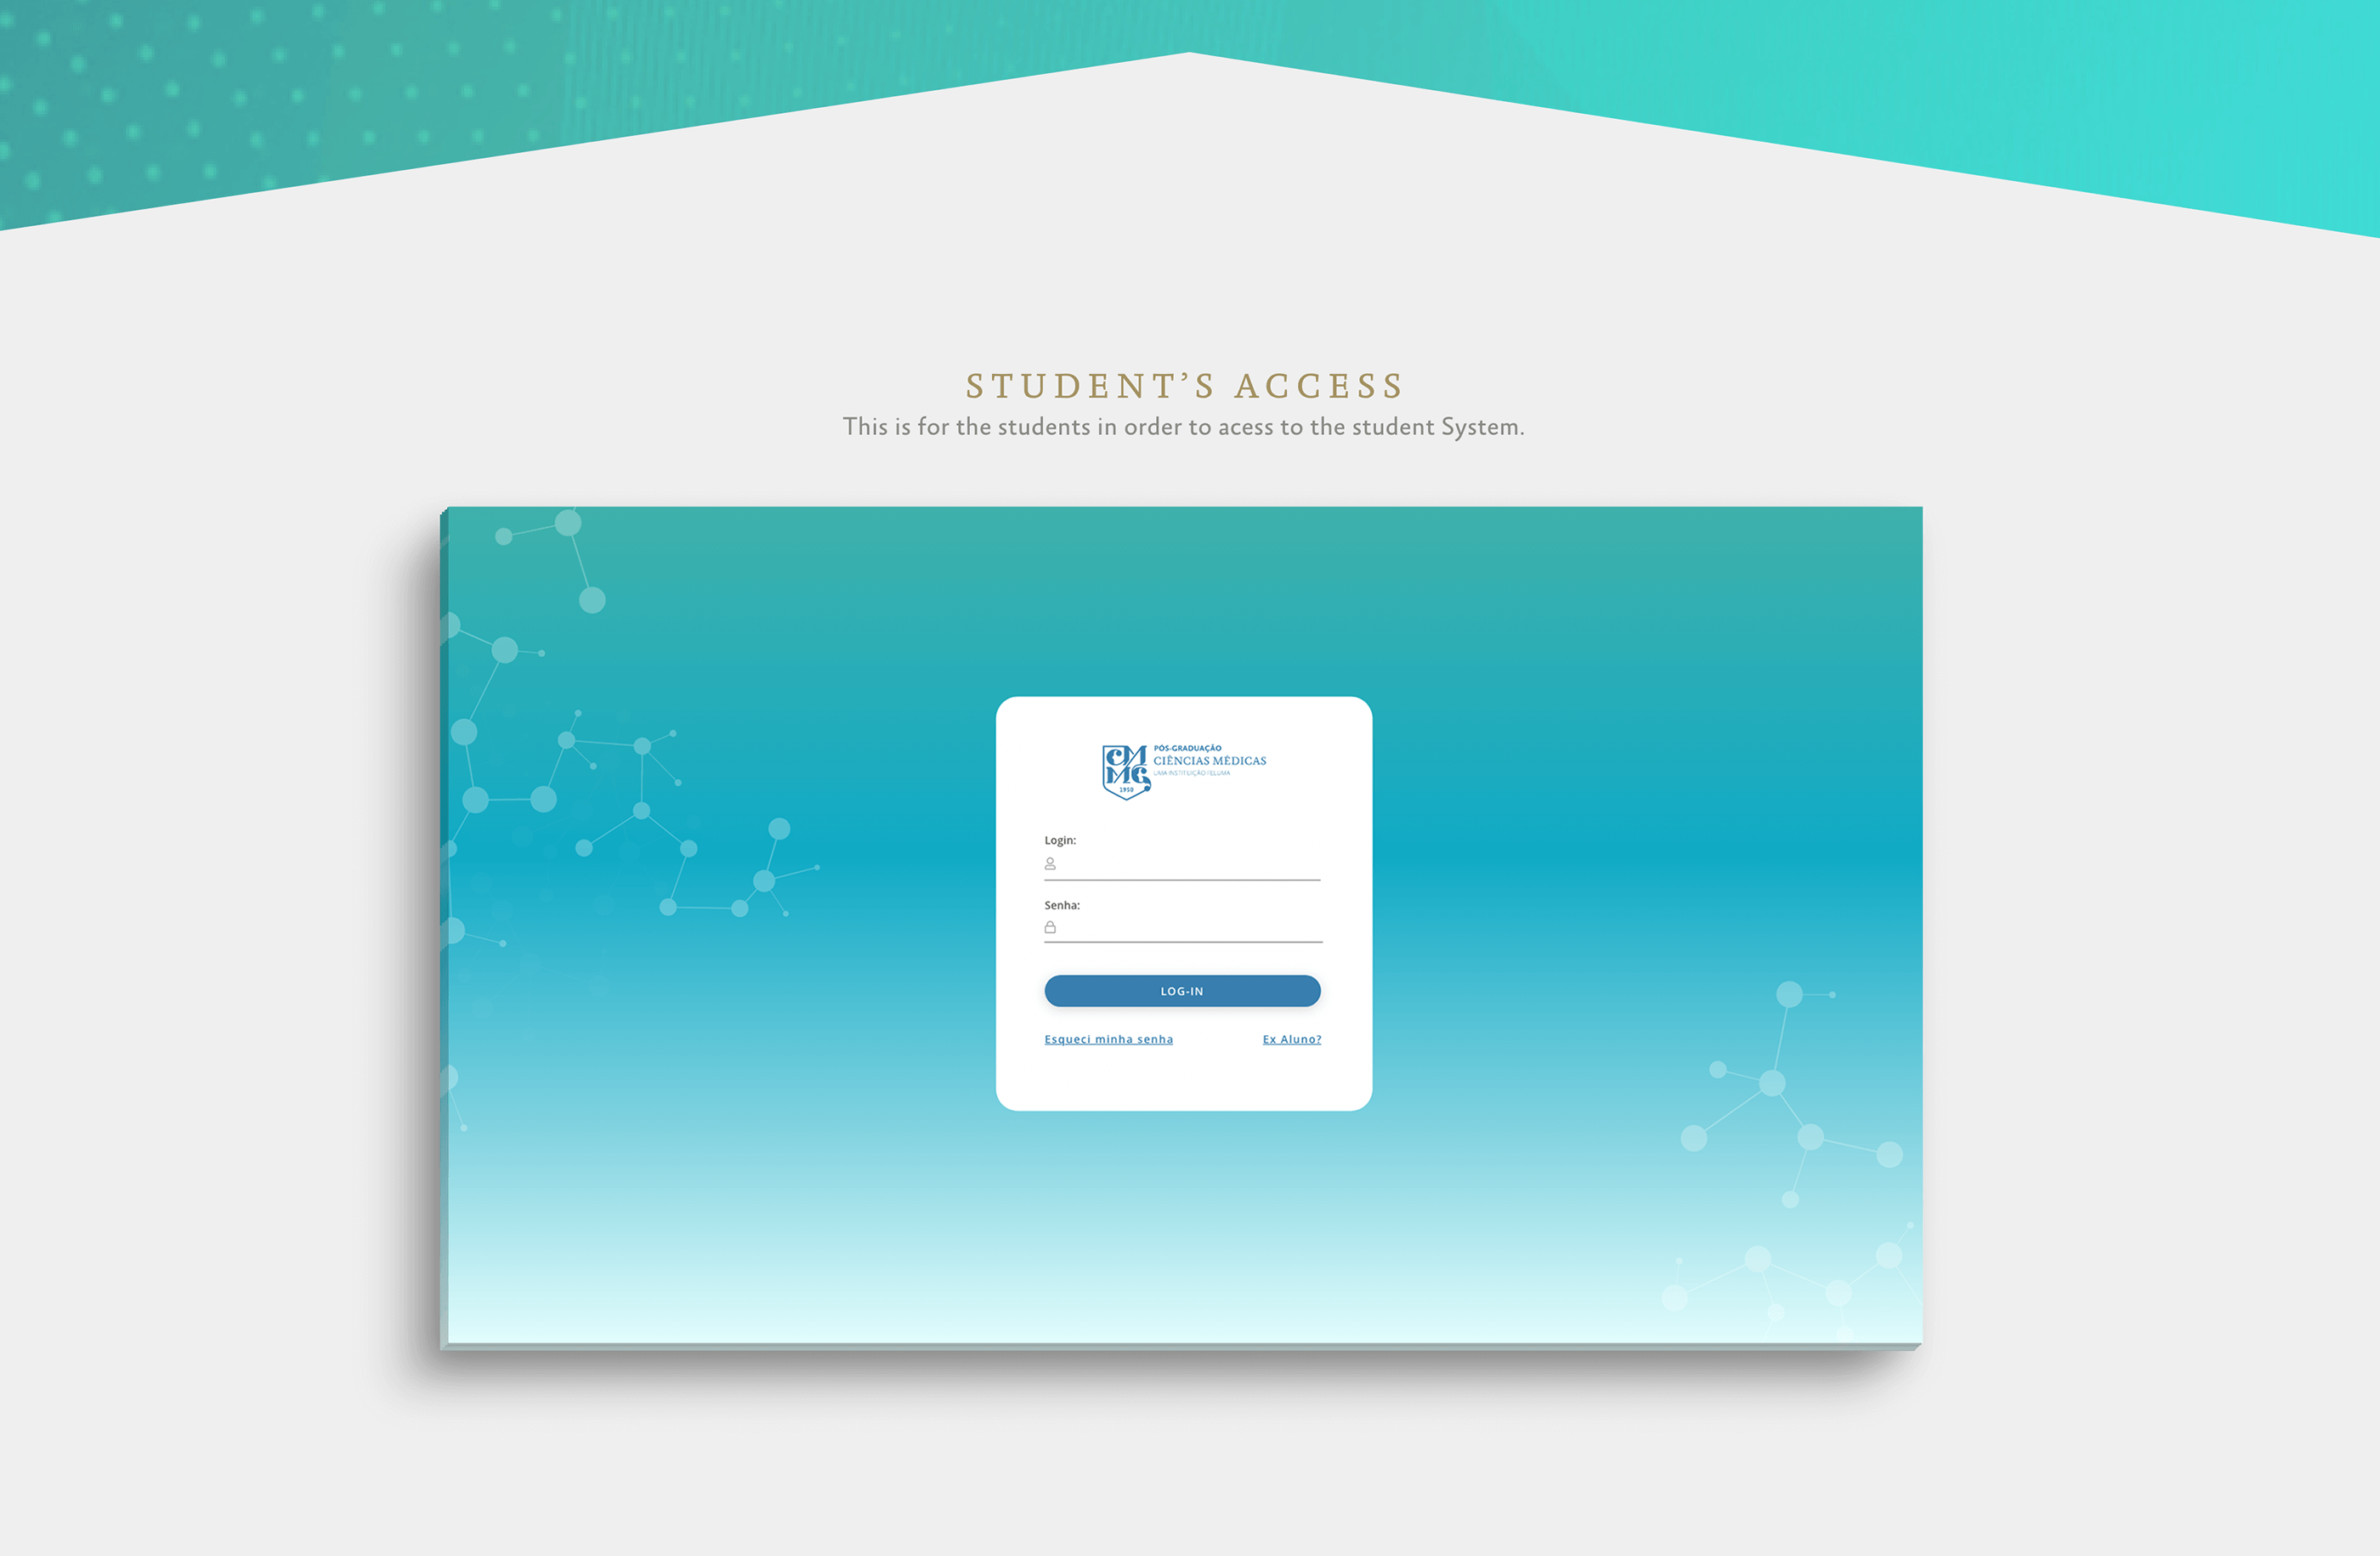 STUDENT’S ACCESS
This is for the students in order to acess to the student System.
CM
MG
1950
PÓS-GRADUAÇÃO
CIÊNCIAS MÉDICAS
UMA INSTITUIÇÃO FELUMA
Login:
Senha:
LOG-IN
Esqueci minha senha
Ex Aluno?